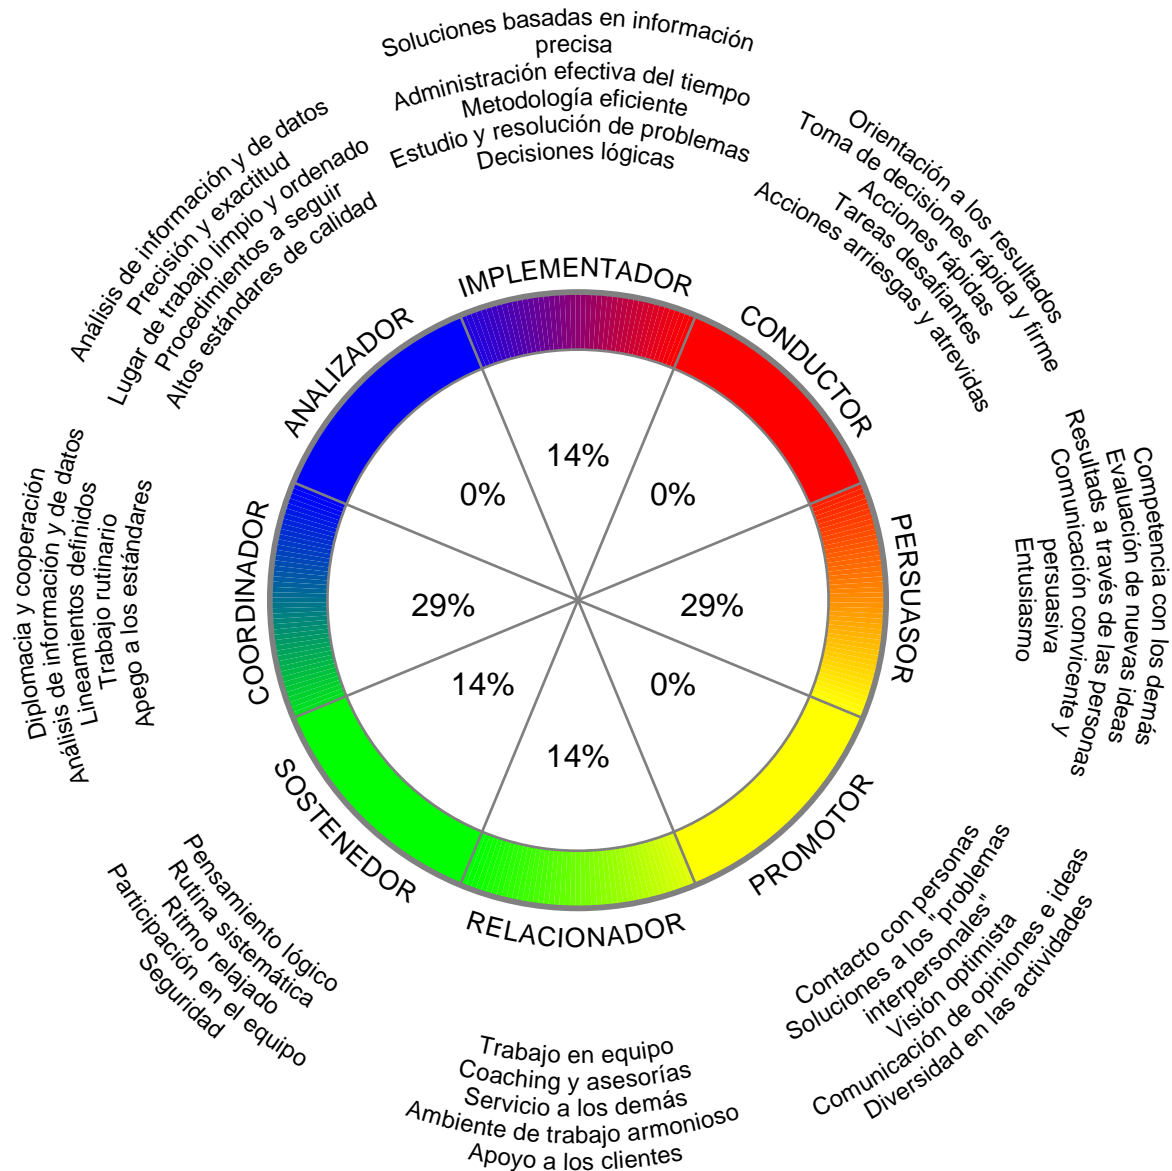 Soluciones basadas en información
precisa
Administración efectiva del tiempo
Metodología eficiente
Estudio y resolución de problemas
Decisiones lógicas
Orientación a los resultados
Toma de decisiones rápida y firme
Acciones rápidas
Tareas desafiantes
Acciones arriesgas y atrevidas
Competencia con los demás
Evaluación de nuevas ideas
Resultads a través de las personas
Comunicación convicente y
persuasiva
Entusiasmo
Contacto con personas
Soluciones a los "problemas
interpersonales"
Visión optimista
Comunicación de opiniones e ideas
Diversidad en las actividades
Trabajo en equipo
Coaching y asesorías
Servicio a los demás
Ambiente de trabajo armonioso
Apoyo a los clientes
Pensamiento lógico
Rutina sistemática
Ritmo relajado
Participación en el equipo
Seguridad
Diplomacia y cooperación
Análisis de información y de datos
Lineamientos definidos
Trabajo rutinario
Apego a los estándares
Análisis de información y de datos
Precisión y exactitud
Lugar de trabajo limpio y ordenado
Procedimientos a seguir
Altos estándares de calidad
IMPLEMENTADOR
CONDUCTOR
PERSUASOR
PROMOTOR
RELACIONADOR
SOSTENEDOR
COORDINADOR
ANALIZADOR
14%
0%
29%
0%
14%
14%
29%
0%